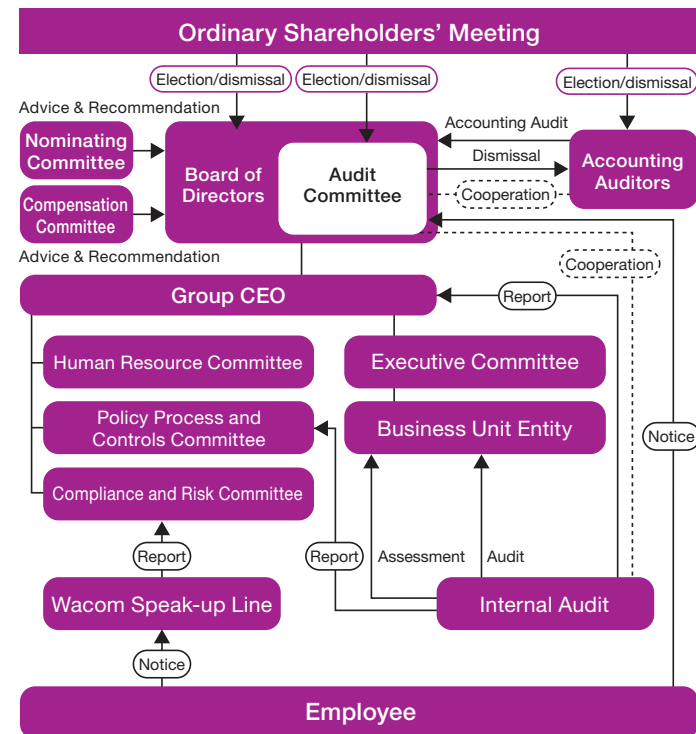 Ordinary Shareholders’ Meeting
Election/dismissal
Election/dismissal
Election/dismissal
Advice & Recommendation
Nominating
Committee
Compensation
Committee
Advice & Recommendation
Board of
Directors
Audit
Committee
Accounting Audit
Dismissal
Cooperation
Accounting
Auditors
Cooperation
Group CEO
Report
Human Resource Committee
Executive Committee
Policy Process and
Controls Committee
Business Unit Entity
Notice
Compliance and Risk Committee
Report
Report
Assessment
Audit
Wacom Speak-up Line
Internal Audit
Notice
Employee